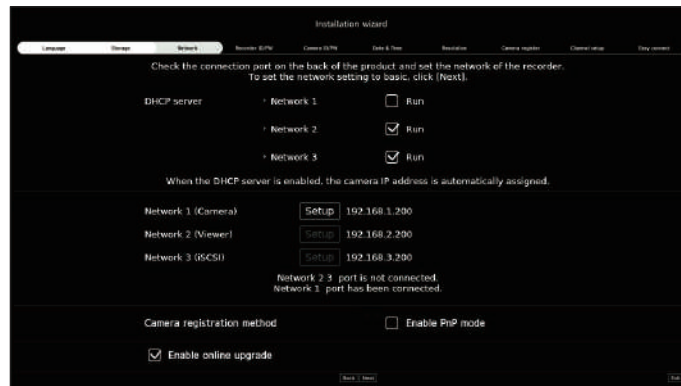 Installation wizard
Language Storage Network Recorder ID/PW Camera ID/PW Date & Time Resolution Camera register Channel setup Easy connect
Check the connection port on the back of the product and set the network of the recorder.
To set the network setting to basic, click [Next].
DHCP server Network 1 Run
Network 2 Run
Network 3 Run
When the DHCP server is enabled, the camera IP address is automatically assigned.
Network 1 (Camera) Setup 192.168.1.200
Network 2 (Viewer) Setup 192.168.2.200
Network 3 (iSCSI) Setup 192.168.3.200
Network 2 3 port is not connected.
Network 1 port has been connected.
Camera registration method Enable PnP mode
Enable online upgrade
Back Next Exit